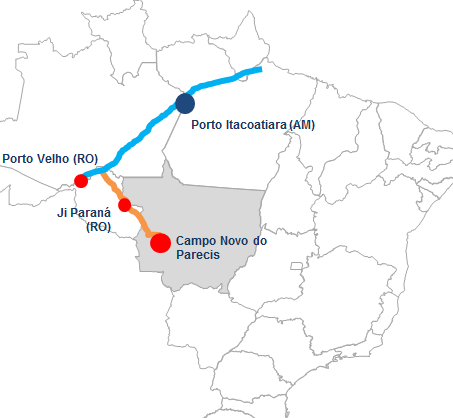 Porto Itacoatiara (AM)
Porto Velho (RO)
Ji Paraná
(RO)
Campo Novo do
Parecis